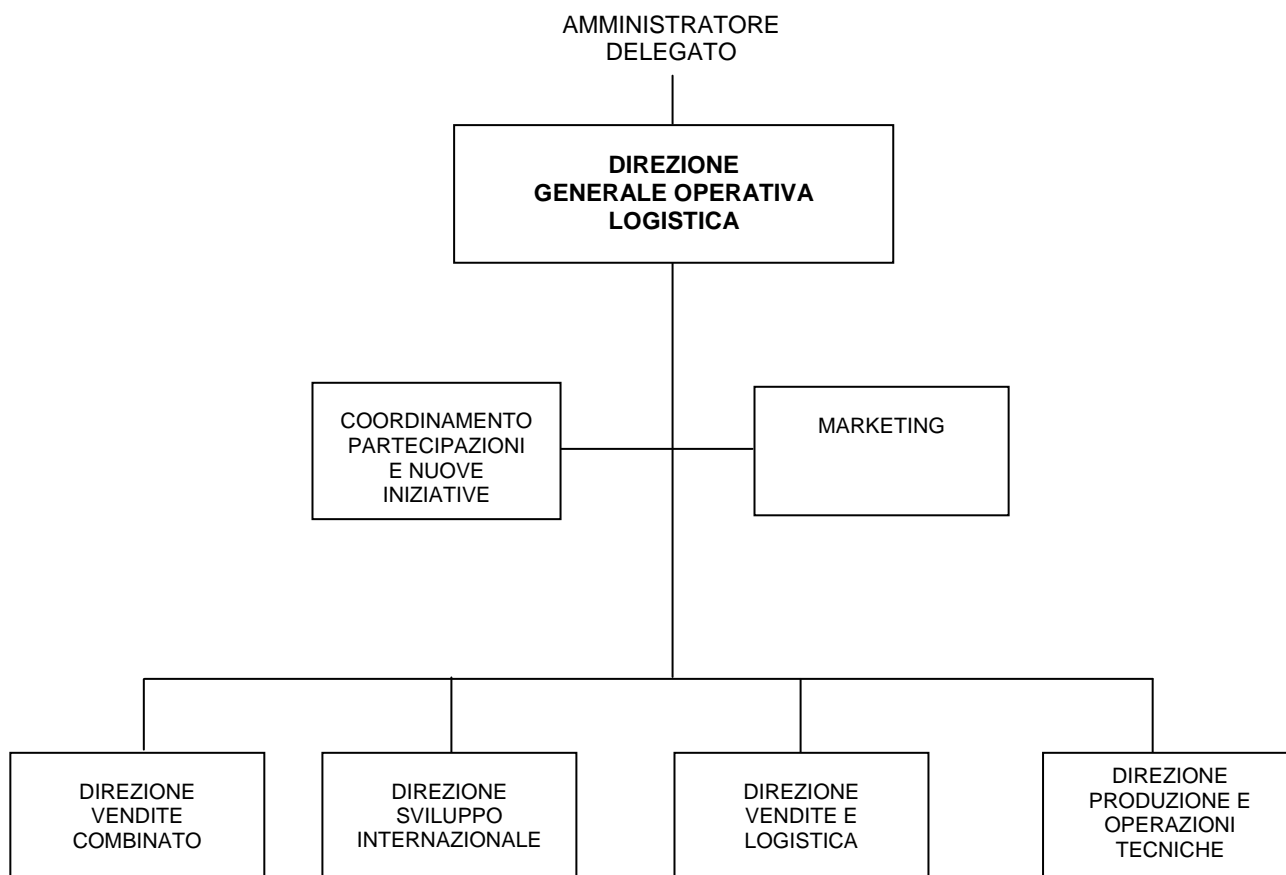 AMMINISTRATORE
DELEGATO
DIREZIONE
GENERALE OPERATIVA
LOGISTICA
COORDINAMENTO
PARTECIPAZIONI
E NUOVE
INIZIATIVE
MARKETING
DIREZIONE
VENDITE
COMBINATO
DIREZIONE
SVILUPPO
INTERNAZIONALE
DIREZIONE
VENDITE E
LOGISTICA
DIREZIONE
PRODUZIONE E
OPERAZIONI
TECNICHE